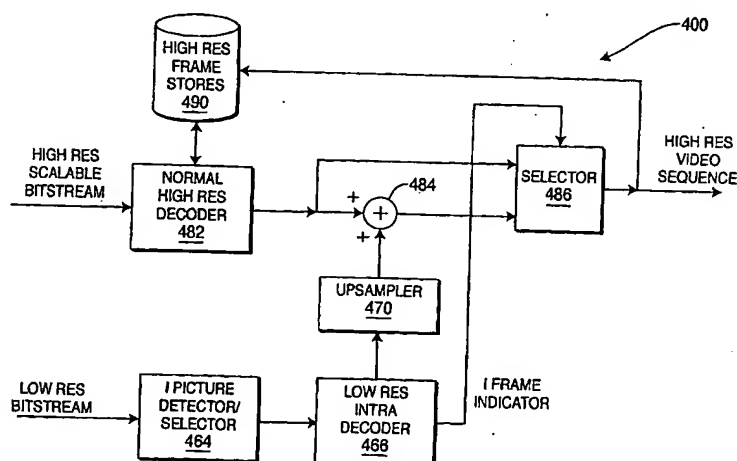 400
HIGH RES
FRAME
STORES
490
HIGH RES
SCALABLE
BITSTREAM
NORMAL
HIGH RES
DECODER
482
+
+
+
484
SELECTOR
486
HIGH RES
VIDEO
SEQUENCE
UPSAMPLER
470
LOW RES
BITSTREAM
I PICTURE
DETECTOR/
SELECTOR
464
LOW RES
INTRA
DECODER
466
I FRAME
INDICATOR